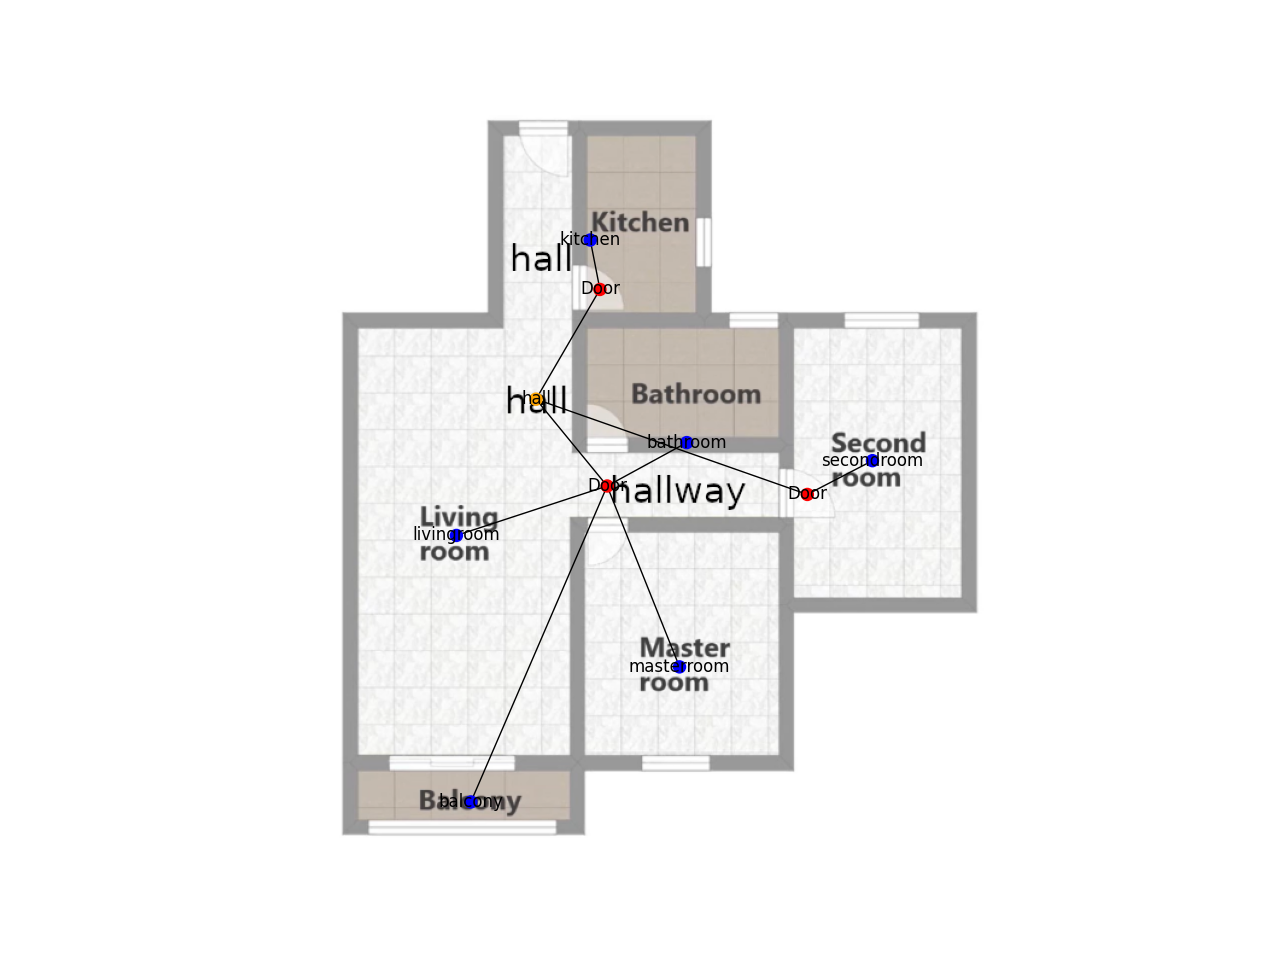 Kitchen
kitchen
hall
Door
Bathroom
hall
hall
bathroom
Second
room
secondroom
Door
hallway
Door
Living
room
livingroom
Master
room
masterroom
Balcony
balcony